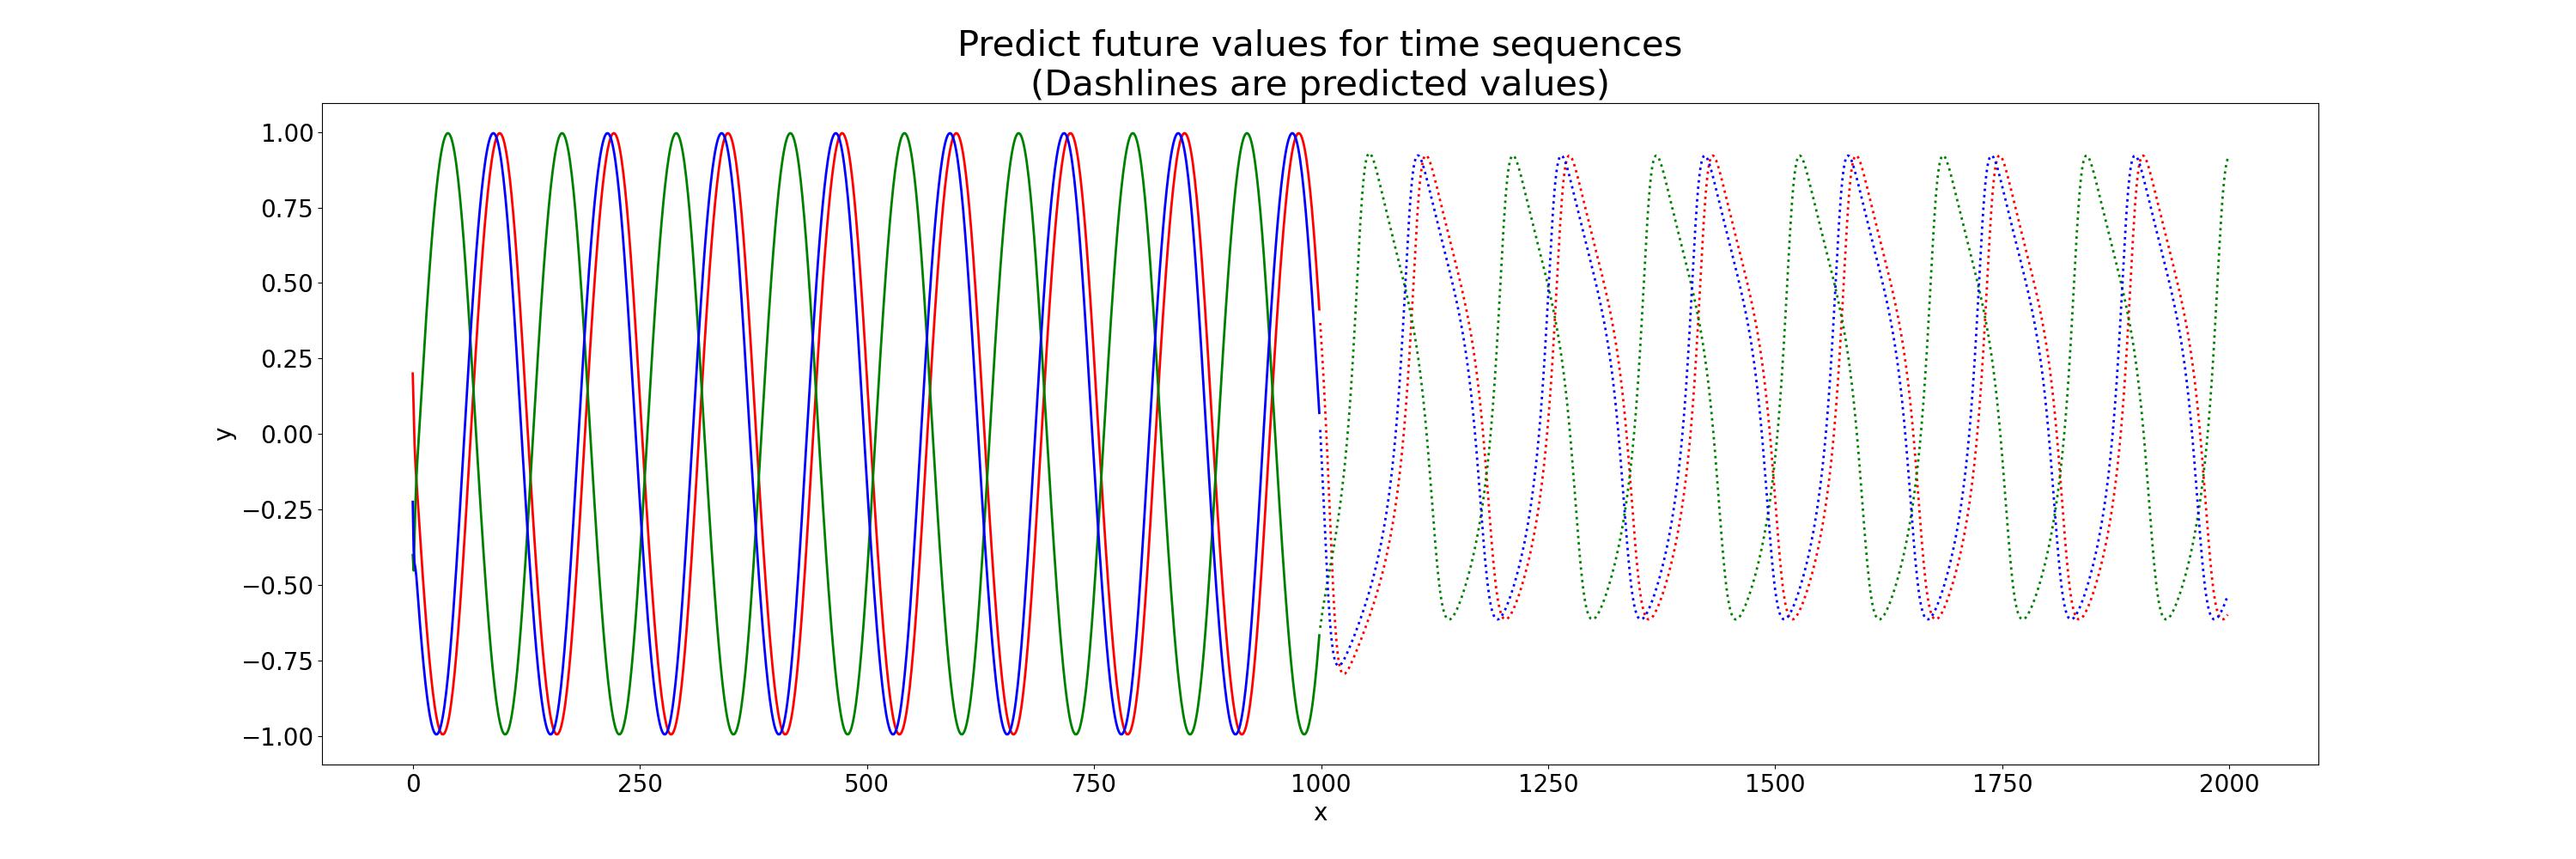 Predict future values for time sequences
(Dashlines are predicted values)
1.00
0.75
0.50
0.25
0.00
−0.25
−0.50
−0.75
−1.00
y
0 250 500 750 1000 1250 1500 1750 2000
x